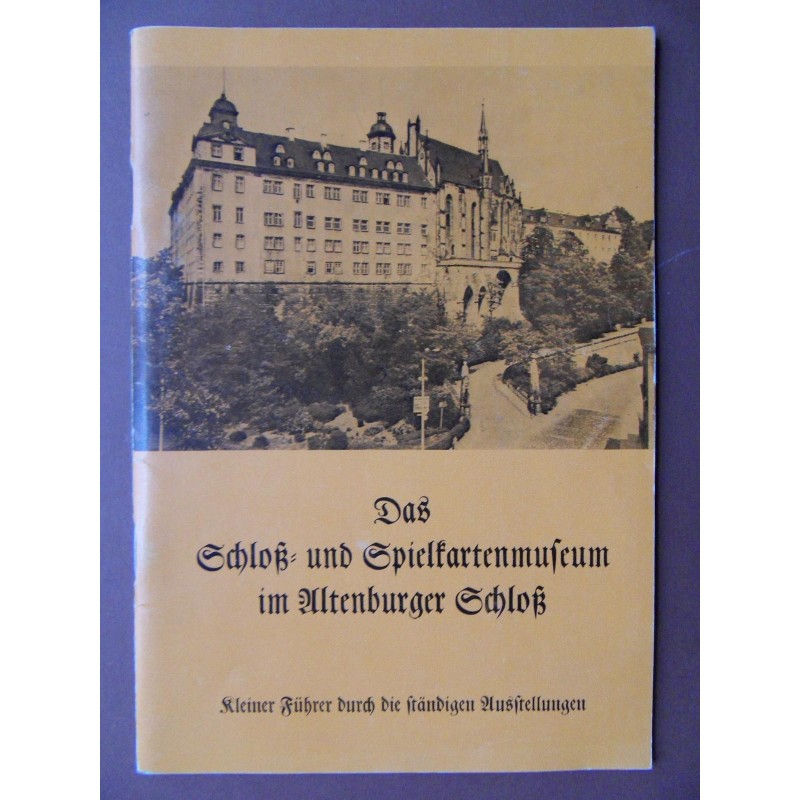 Das
Schloß- und Spielkartenmuſeum
im Altenburger Schloß
Kleiner Führer durch die ſtändigen Ausſtellungen